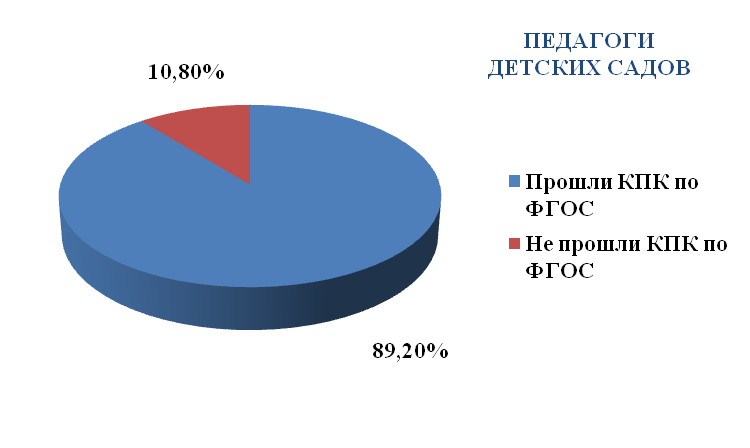 ПЕДАГОГИ
ДЕТСКИХ САДОВ
10,80%
Прошли КПК по
ФГОС
Не прошли КПК по
ФГОС
89,20%